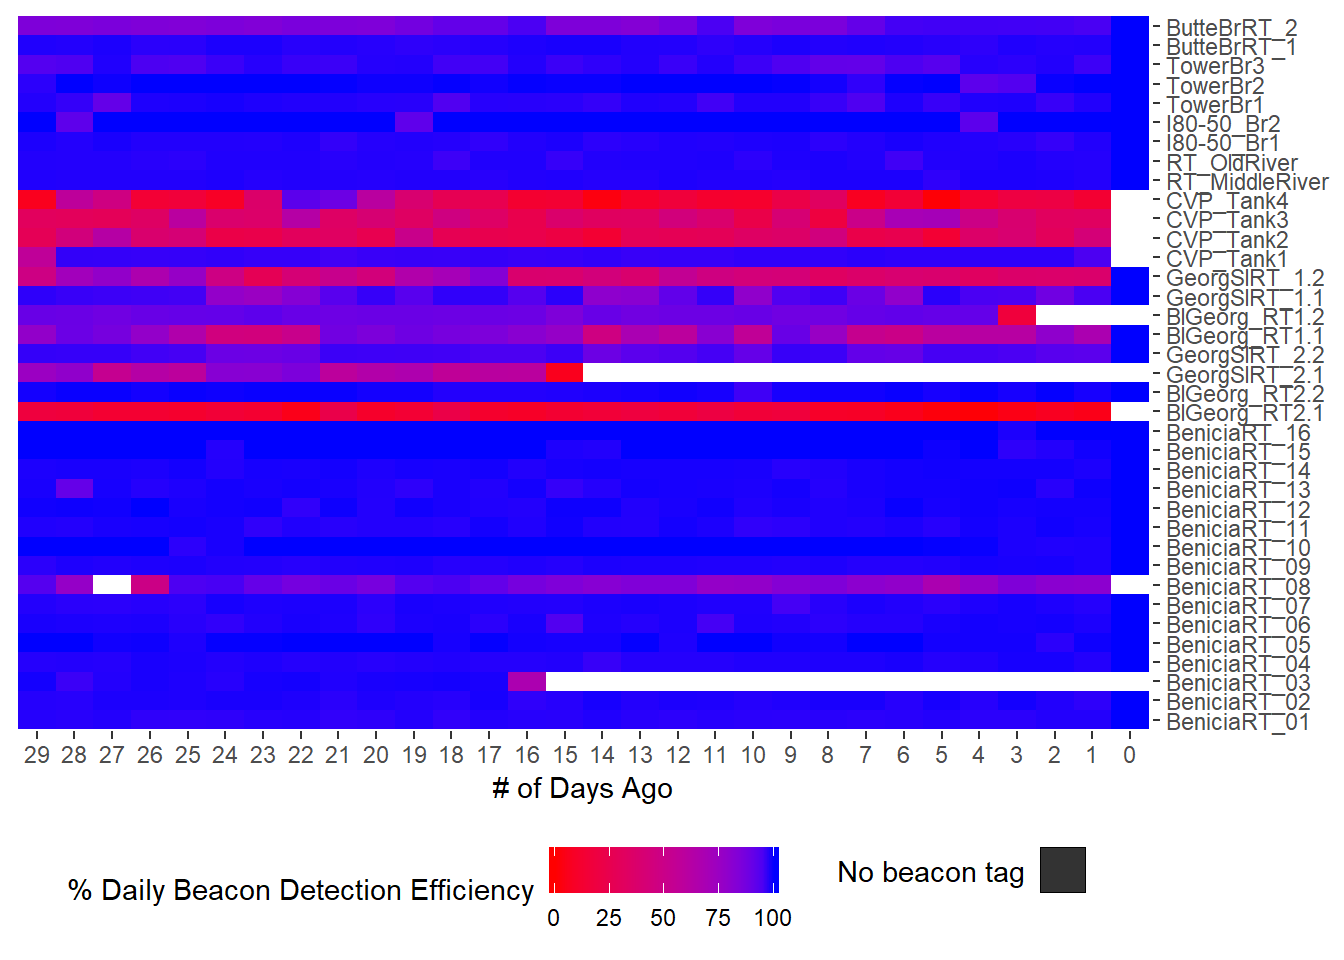 ButteBrRT_2
ButteBrRT_1
TowerBr3
TowerBr2
TowerBr1
I80-50_Br2
I80-50_Br1
RT_OldRiver
RT_MiddleRiver
CVP_Tank4
CVP_Tank3
CVP_Tank2
CVP_Tank1
GeorgSlRT_1.2
GeorgSlRT_1.1
BlGeorg_RT1.2
BlGeorg_RT1.1
GeorgSlRT_2.2
GeorgSlRT_2.1
BlGeorg_RT2.2
BlGeorg_RT2.1
BeniciaRT_16
BeniciaRT_15
BeniciaRT_14
BeniciaRT_13
BeniciaRT_12
BeniciaRT_11
BeniciaRT_10
BeniciaRT_09
BeniciaRT_08
BeniciaRT_07
BeniciaRT_06
BeniciaRT_05
BeniciaRT_04
BeniciaRT_03
BeniciaRT_02
BeniciaRT_01
29 28 27 26 25 24 23 22 21 20 19 18 17 16 15 14 13 12 11 10 9 8 7 6 5 4 3 2 1 0
# of Days Ago
% Daily Beacon Detection Efficiency
0 25 50 75 100
No beacon tag